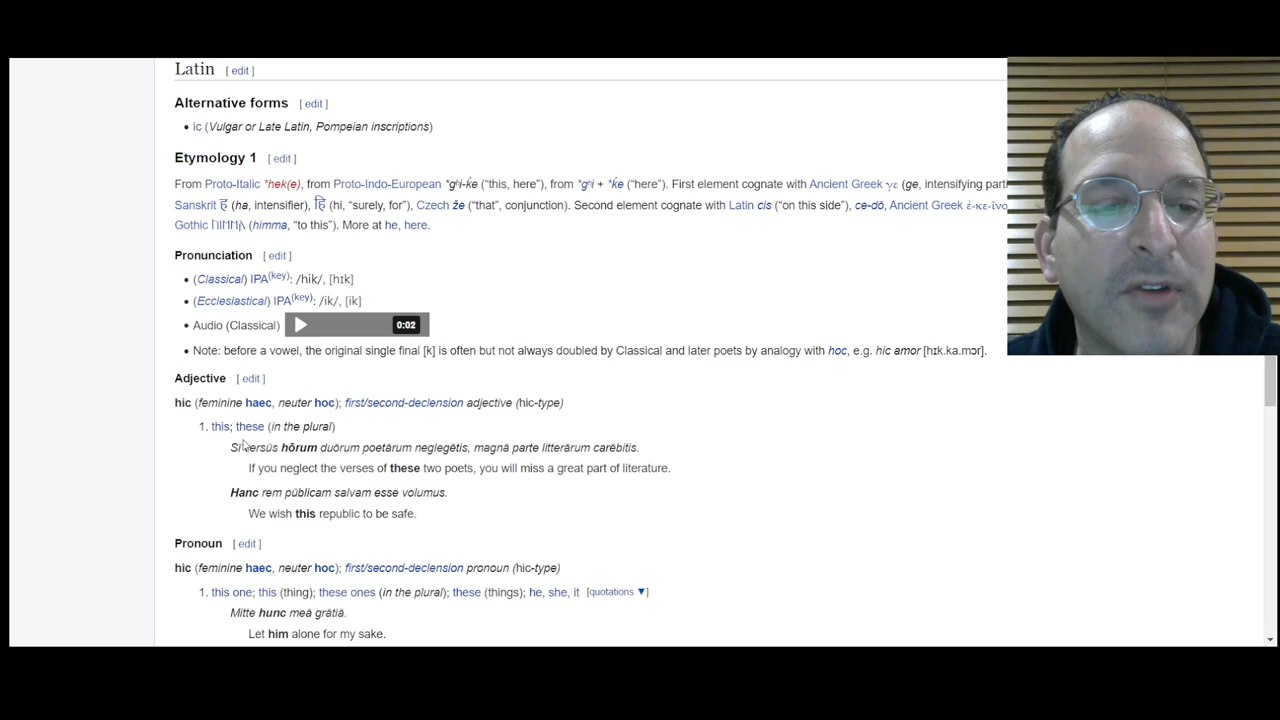 Latin [ edit ]
Alternative forms [ edit ]
• ic (Vulgar or Late Latin, Pompeian inscriptions)
Etymology 1 [ edit ]
From Proto-Italic *hek(e), from Proto-Indo-European *gʰi-ḱe (“this, here”), from *gʰi + *ḱe (“here”). First element cognate with Ancient Greek γε (ge, intensifying part
Sanskrit ह (ha, intensifier), हि (hi, “surely, for”), Czech že (“that”, conjunction). Second element cognate with Latin cis (“on this side”), ce-dō, Ancient Greek
Gothic (himma, “to this”). More at he, here.
Pronunciation [ edit ]
• (Classical) IPA(key): /hik/, [hɪk]
• (Ecclesiastical) IPA(key): /ik/, [ik]
• Audio (Classical) 0:02
• Note: before a vowel, the original single final [k] is often but not always doubled by Classical and later poets by analogy with hoc, e.g. hic amor [hɪk.ka.mɔr].
Adjective [ edit ]
hic (feminine haec, neuter hoc); first/second-declension adjective (hic-type)
1. this; these (in the plural)
hōrum duōrum poētārum neglegētis, magnā parte litterārum carēbitis.
If you neglect the verses of these two poets, you will miss a great part of literature.
Hanc rem pūblicam salvam esse volumus.
We wish this republic to be safe.
Pronoun [ edit ]
hic (feminine haec, neuter hoc); first/second-declension pronoun (hic-type)
1. this one; this (thing); these ones (in the plural); these (things); he, she, it [quotations ▼]
Mitte hunc meā grātiā.
Let him alone for my sake.